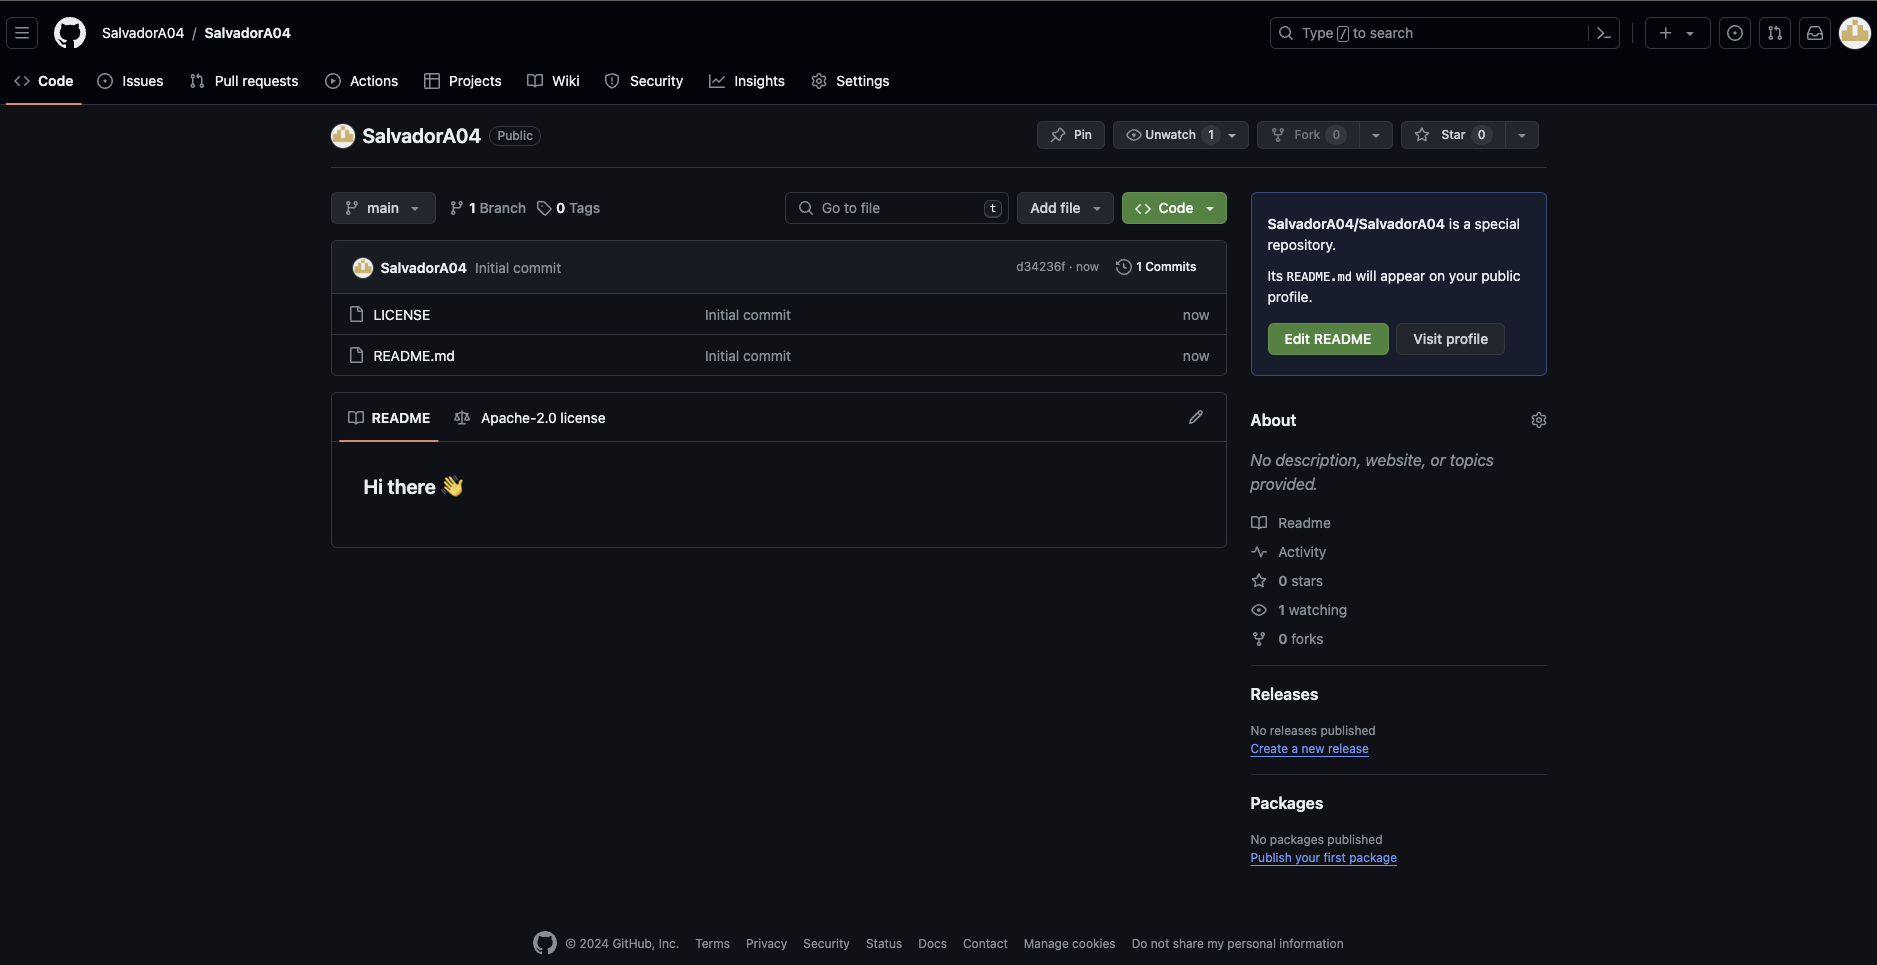 SalvadorA04 / SalvadorA04
Type / to search
Code Issues Pull requests Actions Projects Wiki Security Insights Settings
SalvadorA04 Public
Pin Unwatch 1 Fork 0 Star 0
main 1 Branch 0 Tags
Go to file t Add file Code
SalvadorA04 Initial commit d34236f · now 1 Commits
LICENSE Initial commit now
README.md Initial commit now
README Apache-2.0 license
Hi there 👋
SalvadorA04/SalvadorA04 is a special
repository.
Its README.md will appear on your public
profile.
Edit README Visit profile
About
No description, website, or topics
provided.
Readme
Activity
0 stars
1 watching
0 forks
Releases
No releases published
Create a new release
Packages
No packages published
Publish your first package
© 2024 GitHub, Inc. Terms Privacy Security Status Docs Contact Manage cookies Do not share my personal information